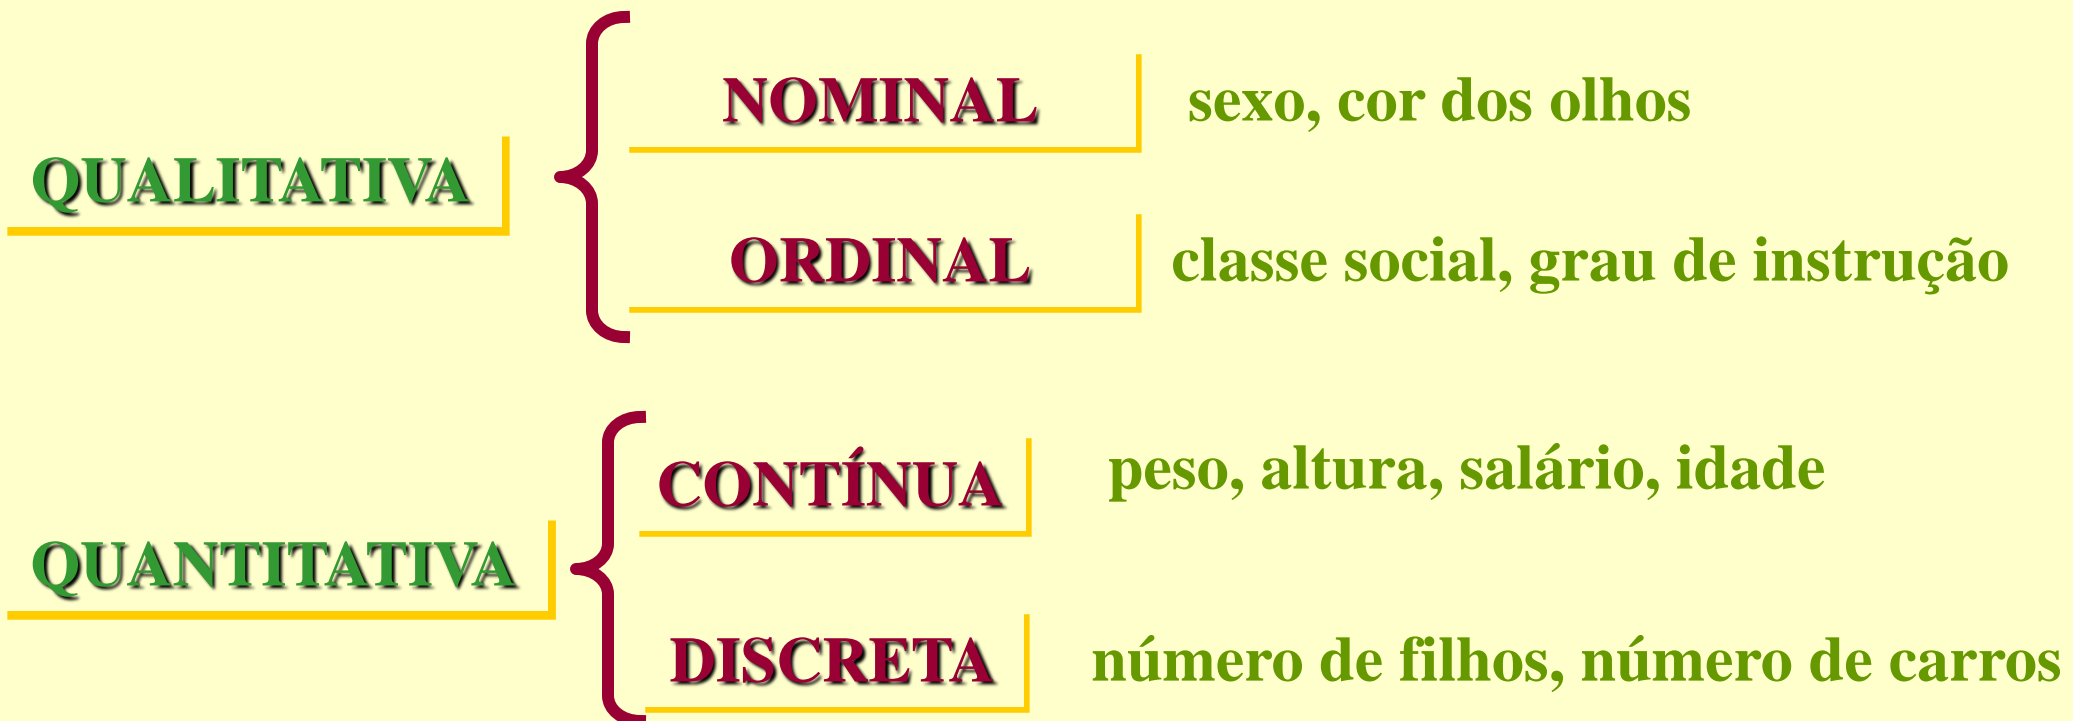 QUALITATIVA
NOMINAL
sexo, cor dos olhos
ORDINAL
classe social, grau de instrução
QUANTITATIVA
CONTÍNUA
peso, altura, salário, idade
DISCRETA
número de filhos, número de carros